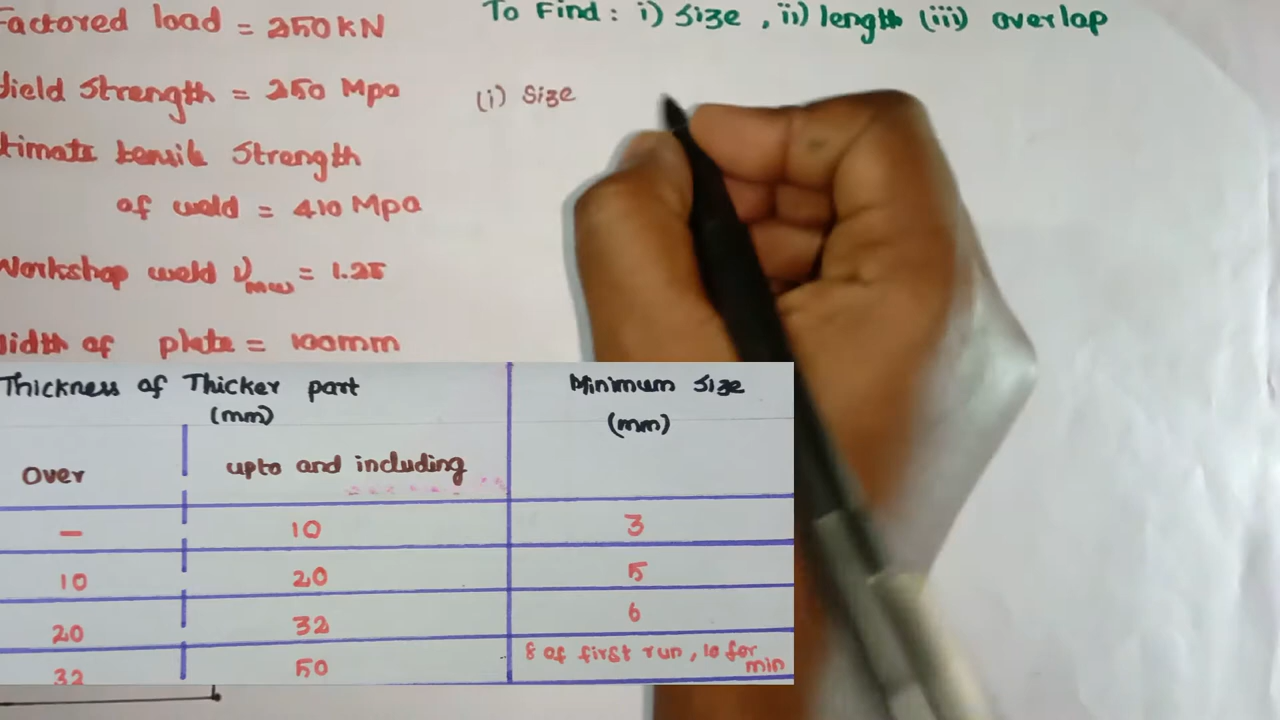 Factored load = 250 KN
To Find: i) Size, ii) length (iii) overlap
Yield Strength = 250 Mpa
(i) Size
timate tensile Strength
of weld = 410 Mpa
Workshop weld γmw = 1.25
Width of plate = 100mm
Thickness of Thicker part
(mm)
Minimum Size
(mm)
Over
upto and including
— 10 3
10 20 5
20 32 6
32 50 8 of first run, 10 for
min